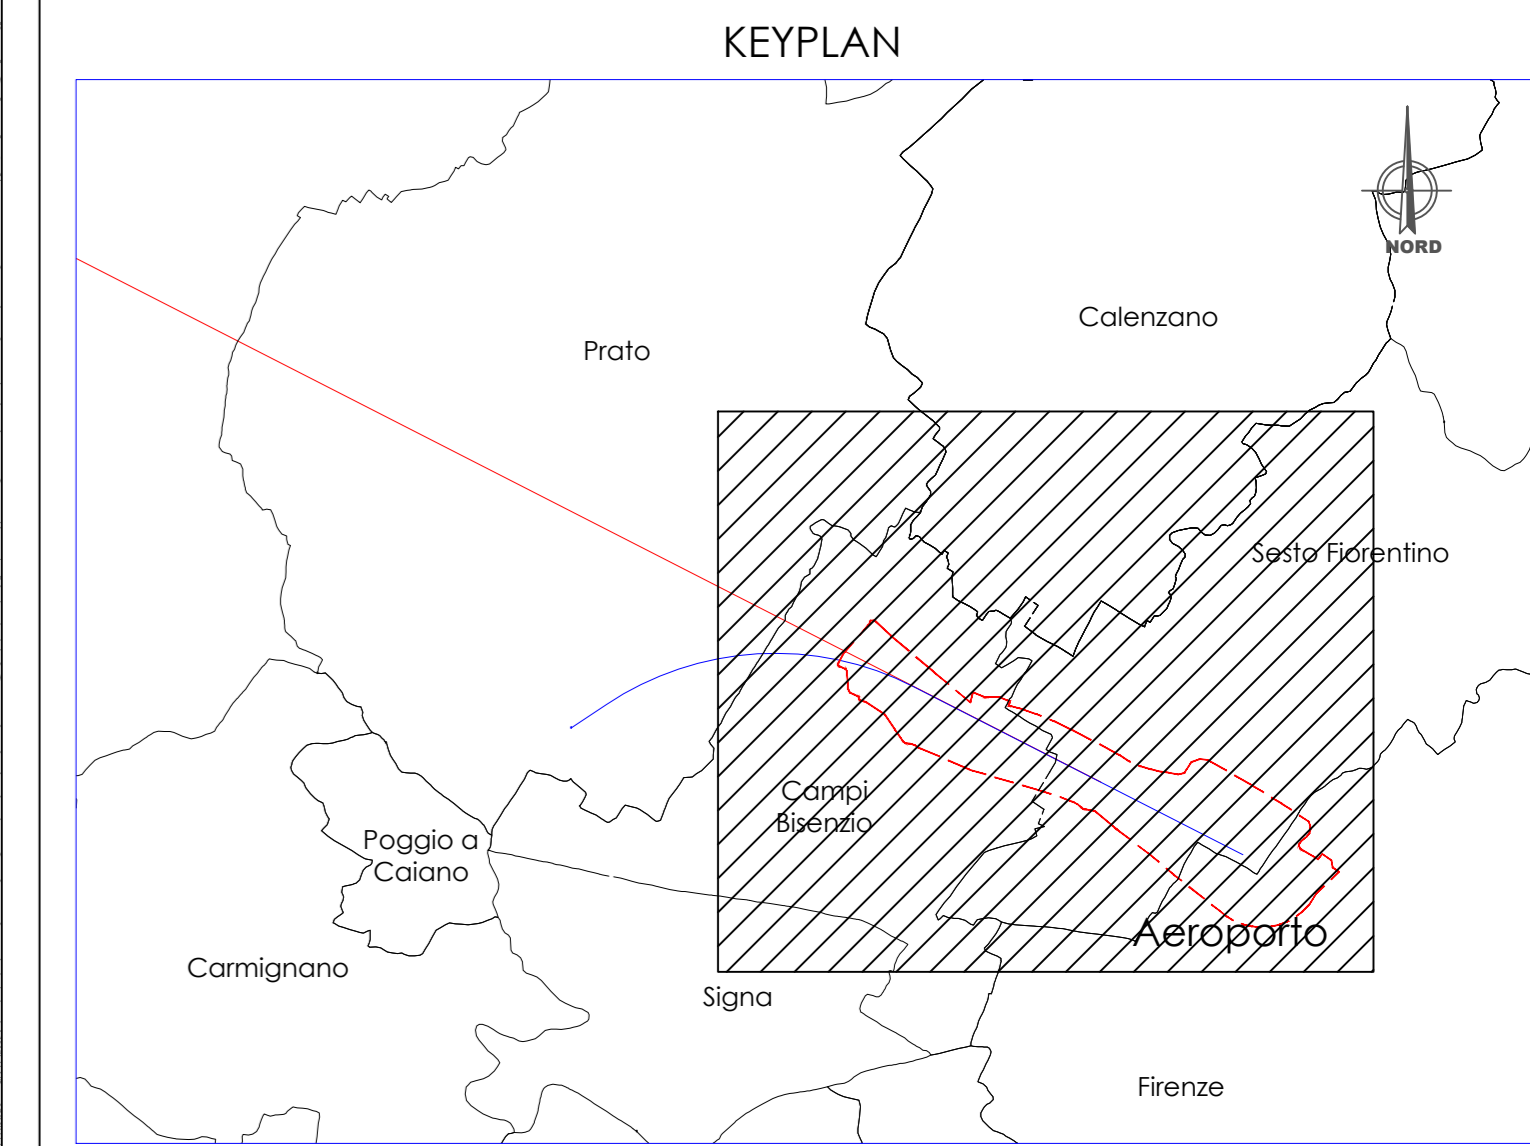 KEYPLAN
NORD
Calenzano
Prato
Sesto Fiorentino
Campi
Bisenzio
Poggio a
Caiano
Aeroporto
Carmignano
Signa
Firenze